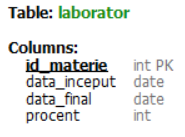 Table: laborator
Columns:
id_materie int PK
data_inceput date
data_final date
procent int